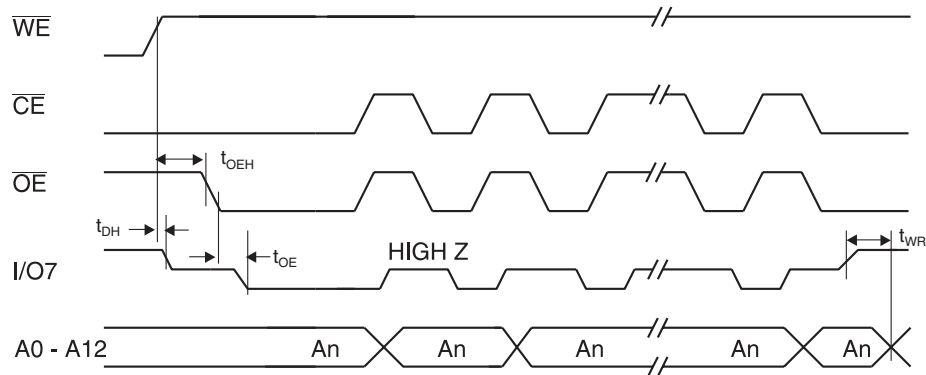 WE
CE
tOEH
OE
tDH
tOE
HIGH Z
tWR
I/O7
A0 - A12
An
An
An
An
An